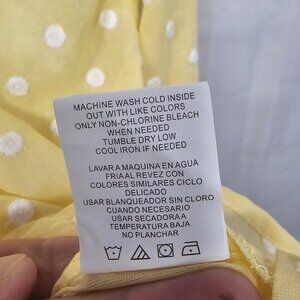 MACHINE WASH COLD INSIDE
OUT WITH LIKE COLORS
ONLY NON-CHLORINE BLEACH
WHEN NEEDED
TUMBLE DRY LOW
COOL IRON IF NEEDED
LAVAR A MAQUINA EN AGUA
FRIA AL REVEZ CON
COLORES SIMILARES CICLO
DELICADO
USAR BLANQUEADOR SIN CLORO
CUANDO NECESARIO
USAR SECADORA A
TEMPERATURA BAJA
NO PLANCHAR